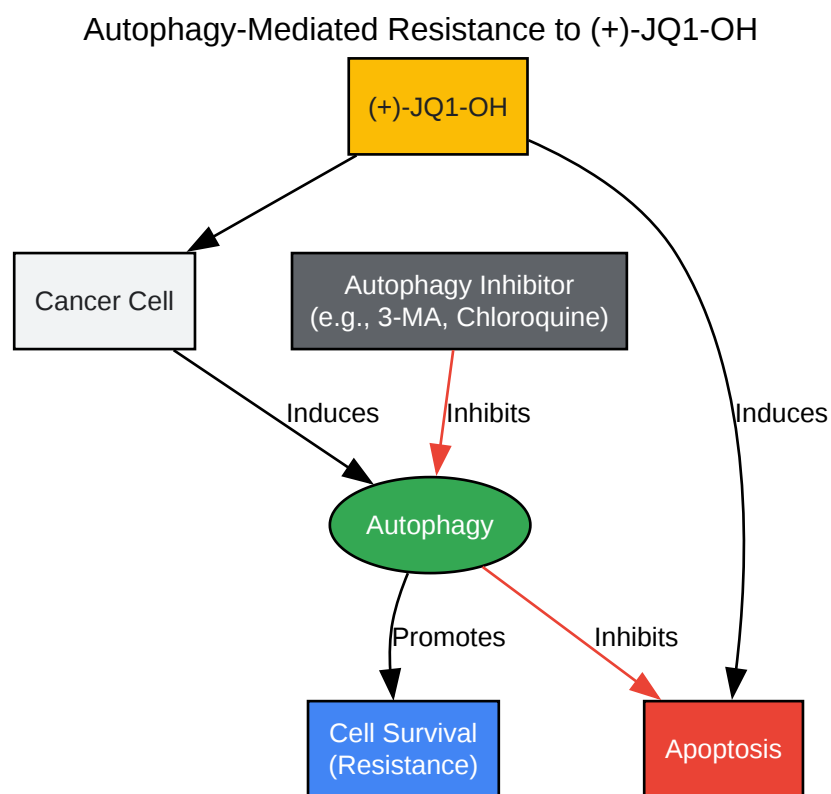 Autophagy-Mediated Resistance to (+)-JQ1-OH
(+)-JQ1-OH
Cancer Cell
Autophagy Inhibitor
(e.g., 3-MA, Chloroquine)
Induces
Inhibits
Induces
Autophagy
Promotes
Inhibits
Cell Survival
(Resistance)
Apoptosis